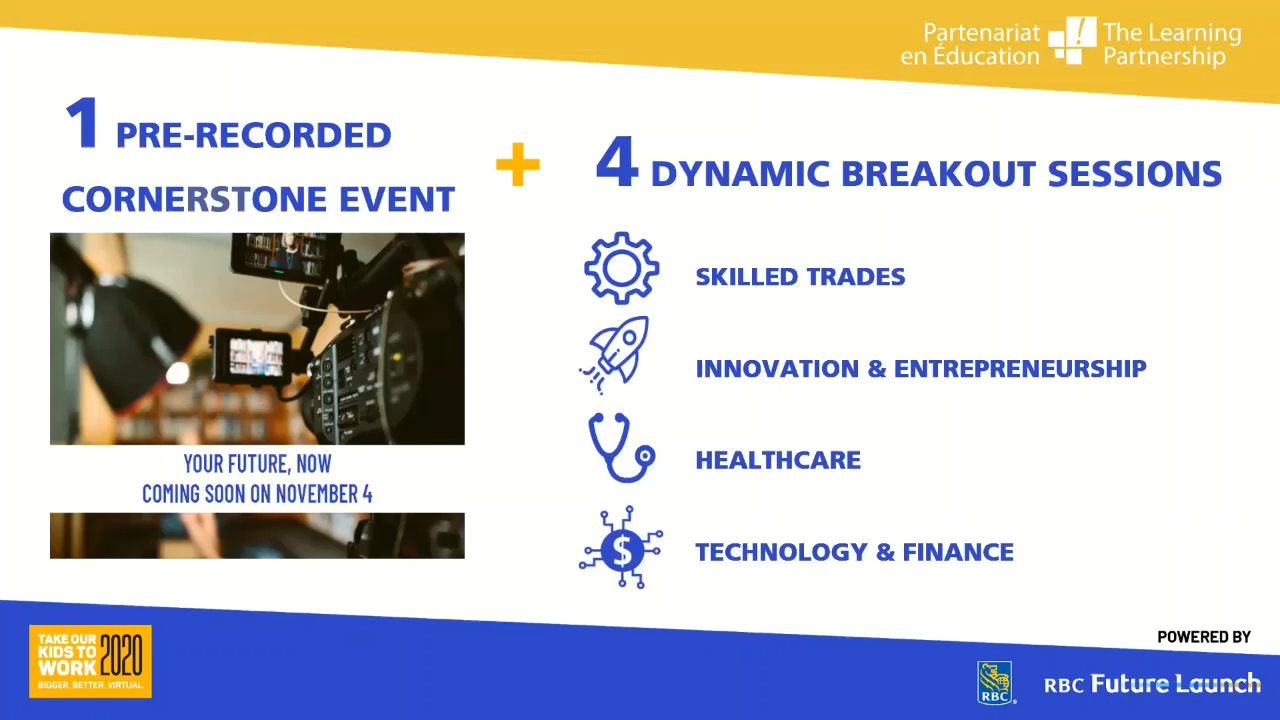 Partenariat
en Éducation
The Learning
Partnership
1 PRE-RECORDED
CORNERSTONE EVENT
+
4 DYNAMIC BREAKOUT SESSIONS
SKILLED TRADES
INNOVATION & ENTREPRENEURSHIP
HEALTHCARE
$
TECHNOLOGY & FINANCE
YOUR FUTURE, NOW
COMING SOON ON NOVEMBER 4
TAKE OUR
KIDS TO
WORK 2020
BIGGER. BETTER. VIRTUAL.
POWERED BY
RBC
RBC Future Launch